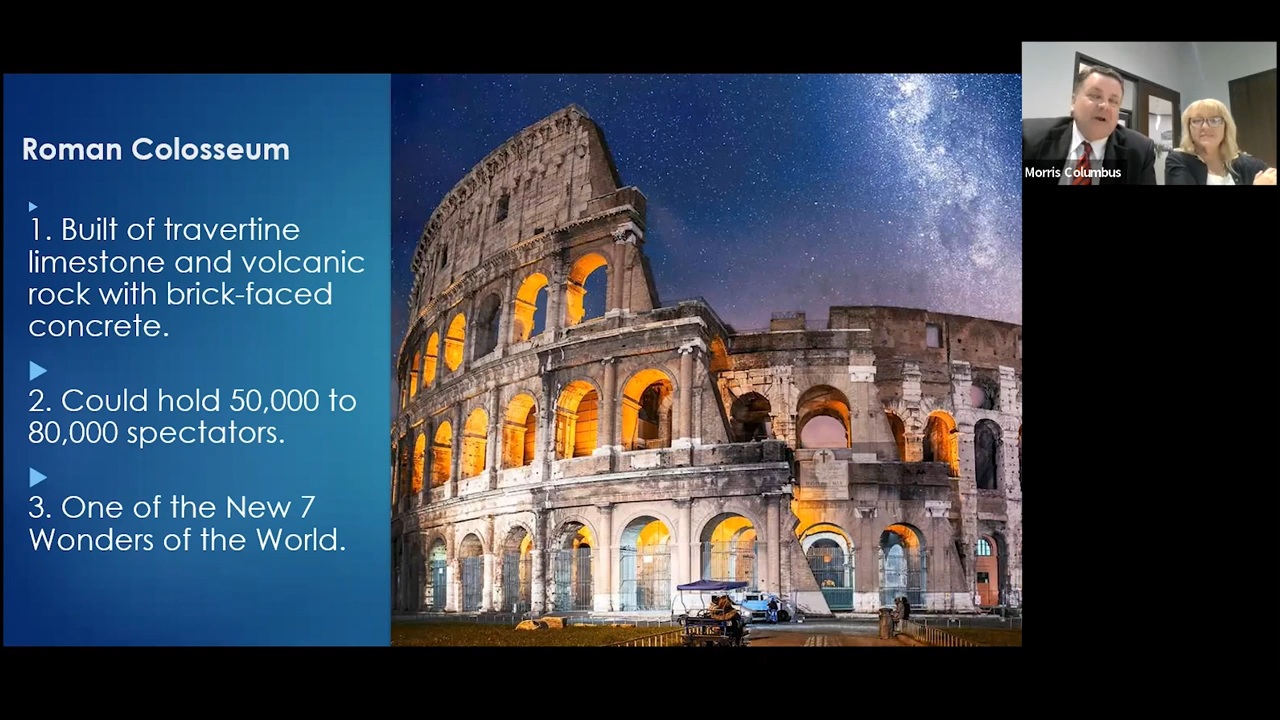 Roman Colosseum
1. Built of travertine
limestone and volcanic
rock with brick-faced
concrete.
2. Could hold 50,000 to
80,000 spectators.
3. One of the New 7
Wonders of the World.
Morris Columbus